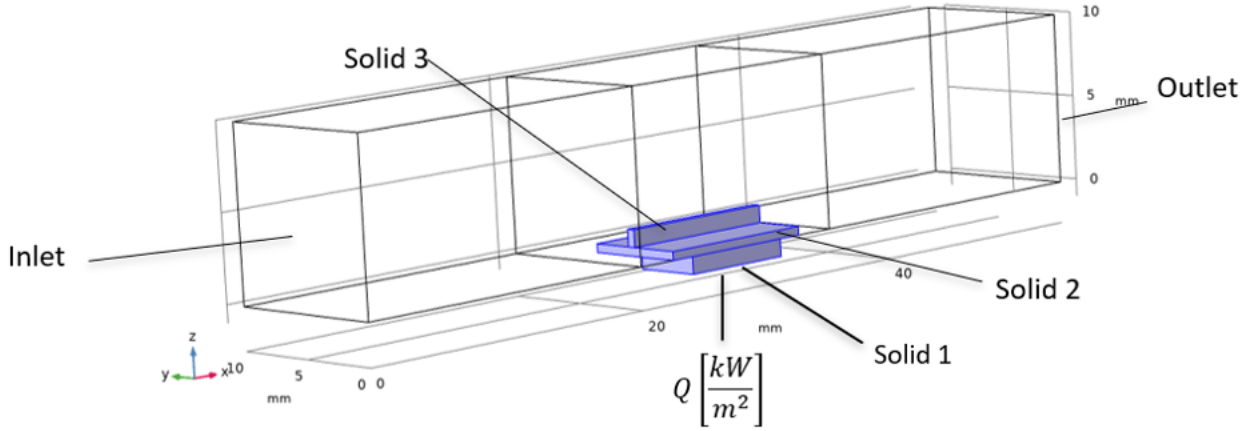 10
Solid 3
5 mm
Outlet
0
Inlet
40
Solid 2
z
20
mm
y x
10
5
0 0
mm
Solid 1
Q [kW/m²]